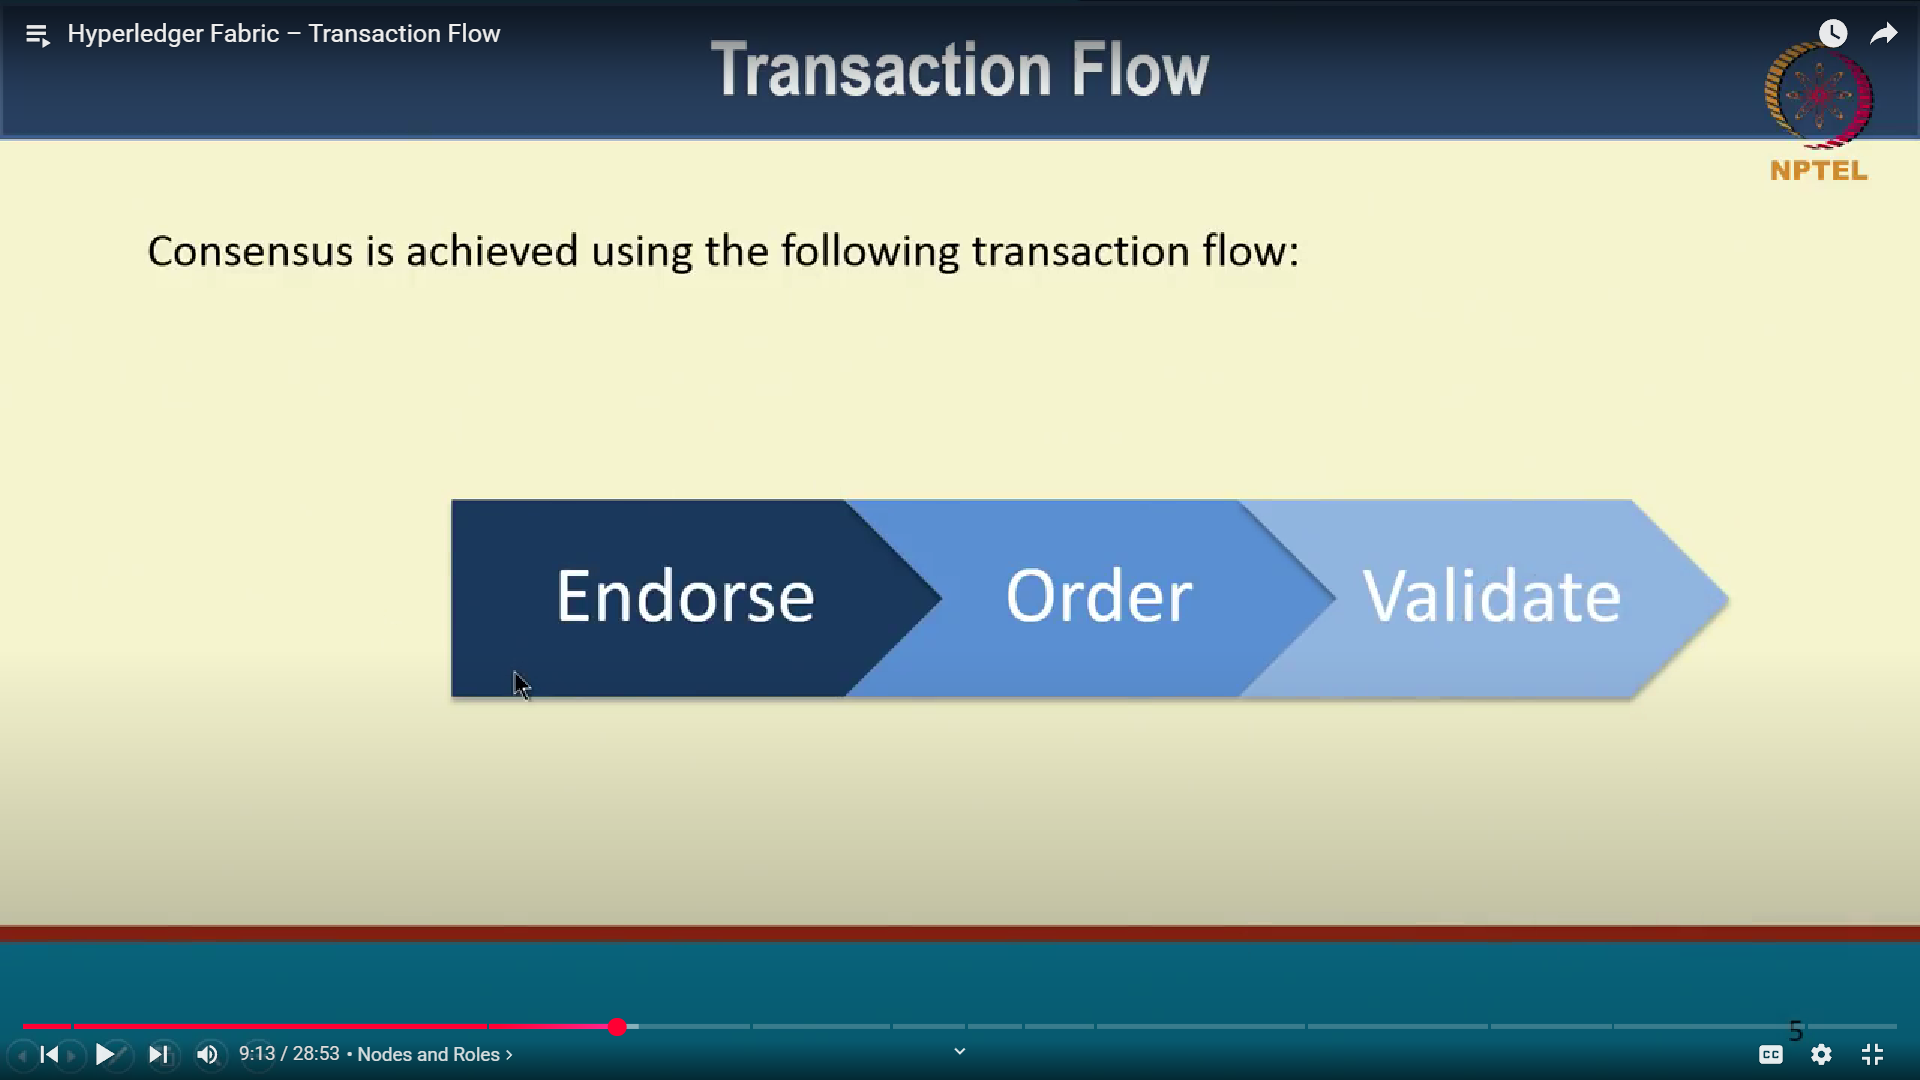 Hyperledger Fabric – Transaction Flow
Transaction Flow
NPTEL
Consensus is achieved using the following transaction flow:
Endorse
Order
Validate
5
9:13 / 28:53 • Nodes and Roles ›
CC